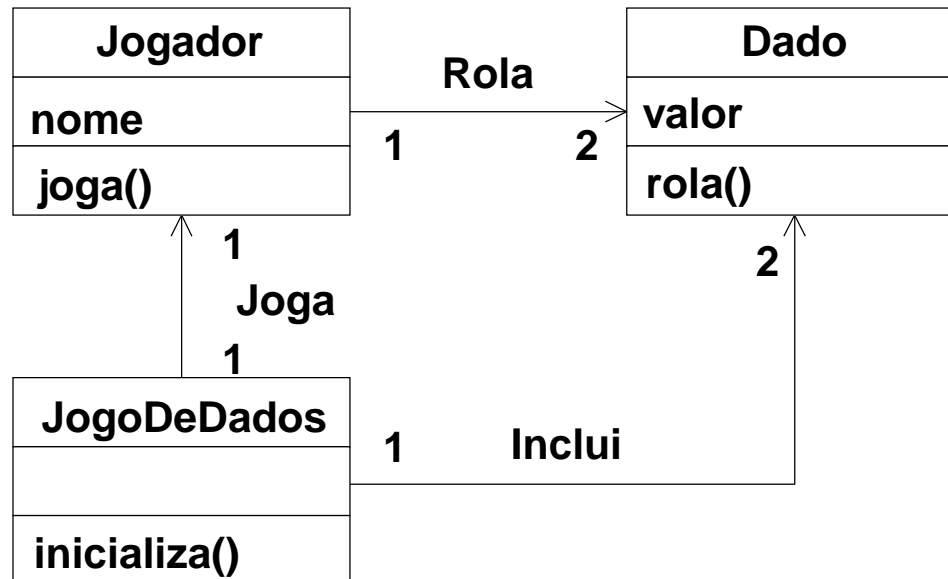 Jogador
nome
joga()
Rola
1
2
Dado
valor
rola()
1
Joga
1
2
JogoDeDados
inicializa()
1
Inclui